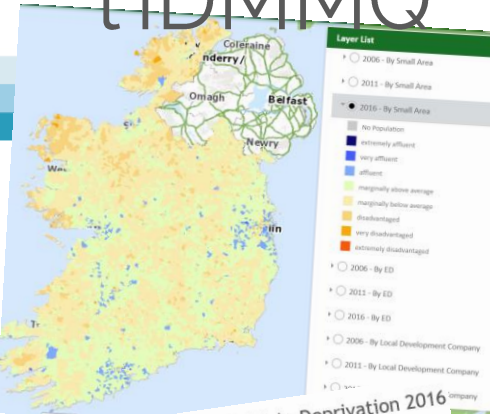 HDMMQ
Coleraine
nderry/
Omagh
Belfast
Newry
Layer List
2006 - By Small Area
2011 - By Small Area
2016 - By Small Area
No Population
extremely affluent
very affluent
affluent
marginally above average
marginally below average
disadvantaged
very disadvantaged
extremely disadvantaged
2006 - By ED
2011 - By ED
2016 - By ED
2006 - By Local Development Company
2011 - By Local Development Company
ompany
Deprivation 2016